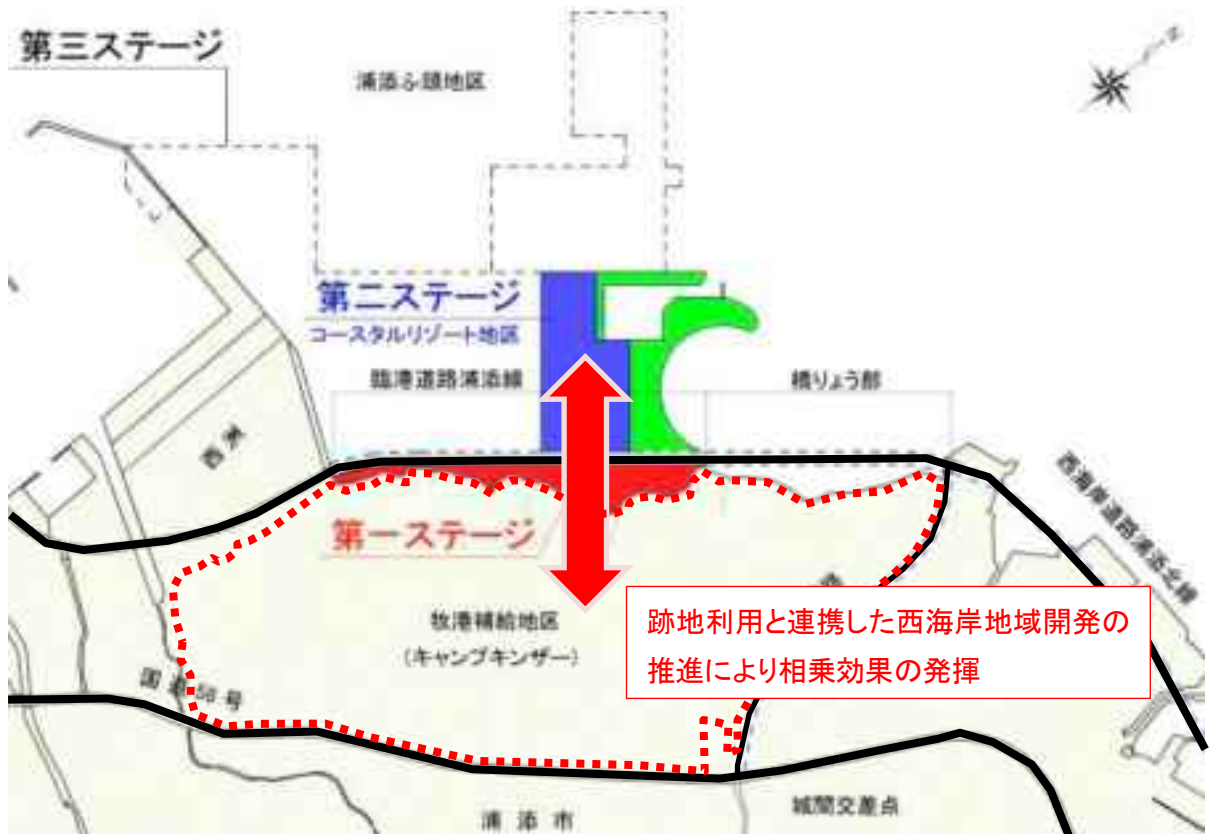 第三ステージ
浦添ふ頭地区
第二ステージ
コースタルリゾート地区
臨港道路浦添線
橋りょう部
西洲
第一ステージ
西海岸道路浦添北線
牧港補給地区
(キャンプキンザー)
跡地利用と連携した西海岸地域開発の
推進により相乗効果の発揮
国道58号
浦添市
城間交差点